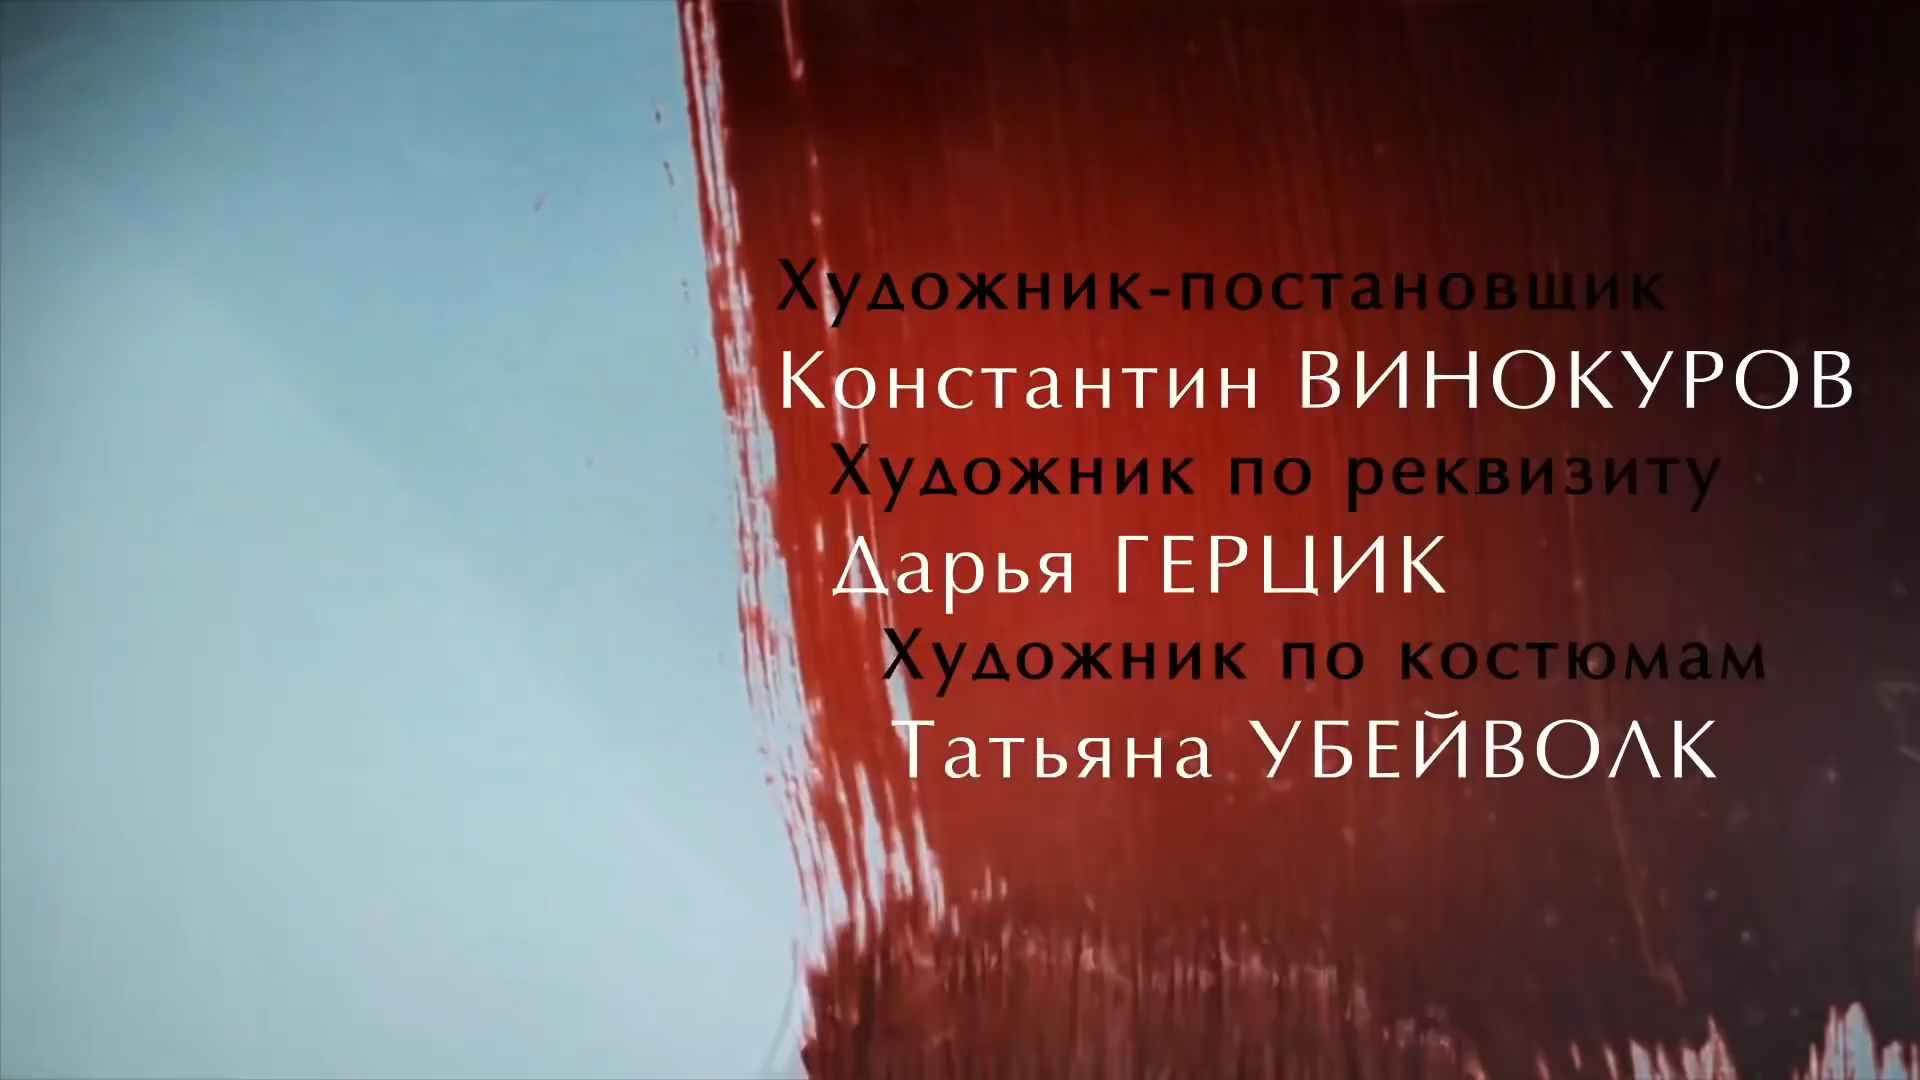 Художник-постановщик
Константин ВИНОКУРОВ
Художник по реквизиту
Дарья ГЕРЦИК
Художник по костюмам
Татьяна УБЕЙВОЛК